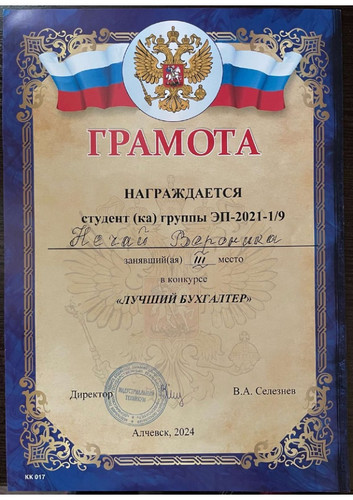 ГРАМОТА
НАГРАЖДАЕТСЯ
студент (ка) группы ЭП-2021-1/9
Нечай Вероника
занявший(ая) III место
в конкурсе
«ЛУЧШИЙ БУХГАЛТЕР»
Директор В.А. Селезнев
Алчевск, 2024
КК 017